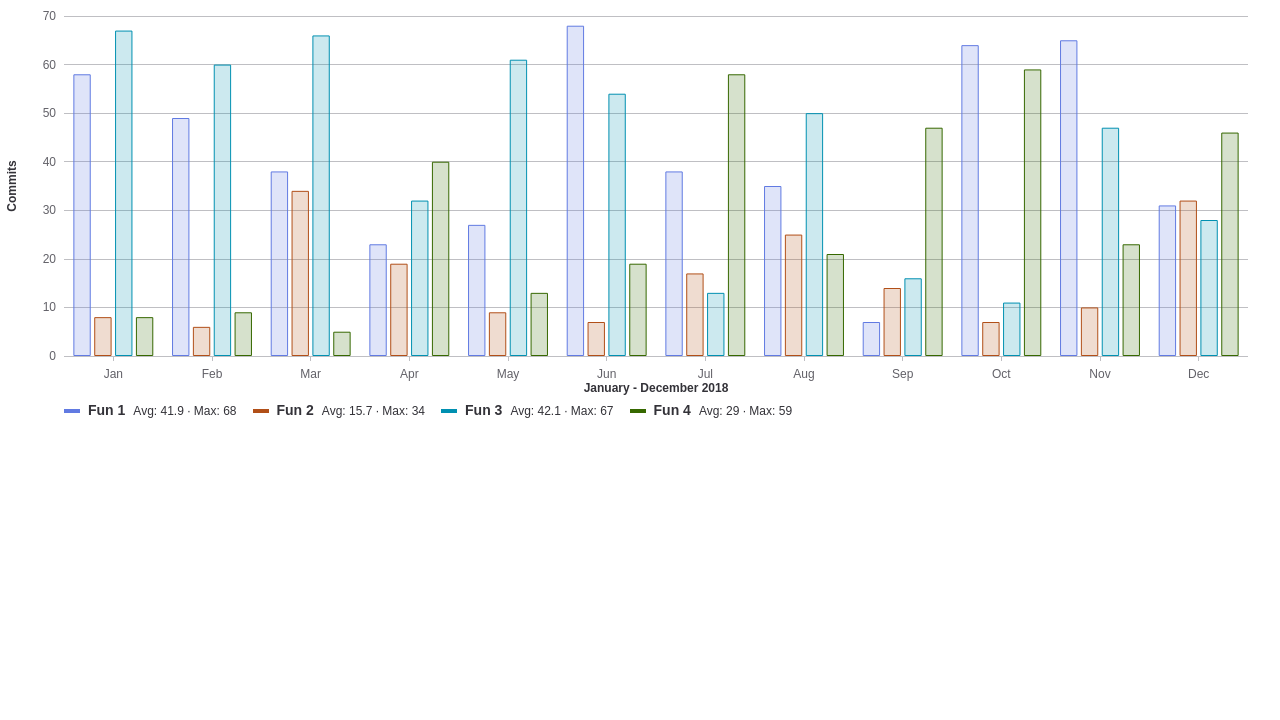 70
60
50
40
30
20
10
0
Commits
Jan Feb Mar Apr May Jun Jul Aug Sep Oct Nov Dec
January - December 2018
Fun 1 Avg: 41.9 · Max: 68 Fun 2 Avg: 15.7 · Max: 34 Fun 3 Avg: 42.1 · Max: 67 Fun 4 Avg: 29 · Max: 59